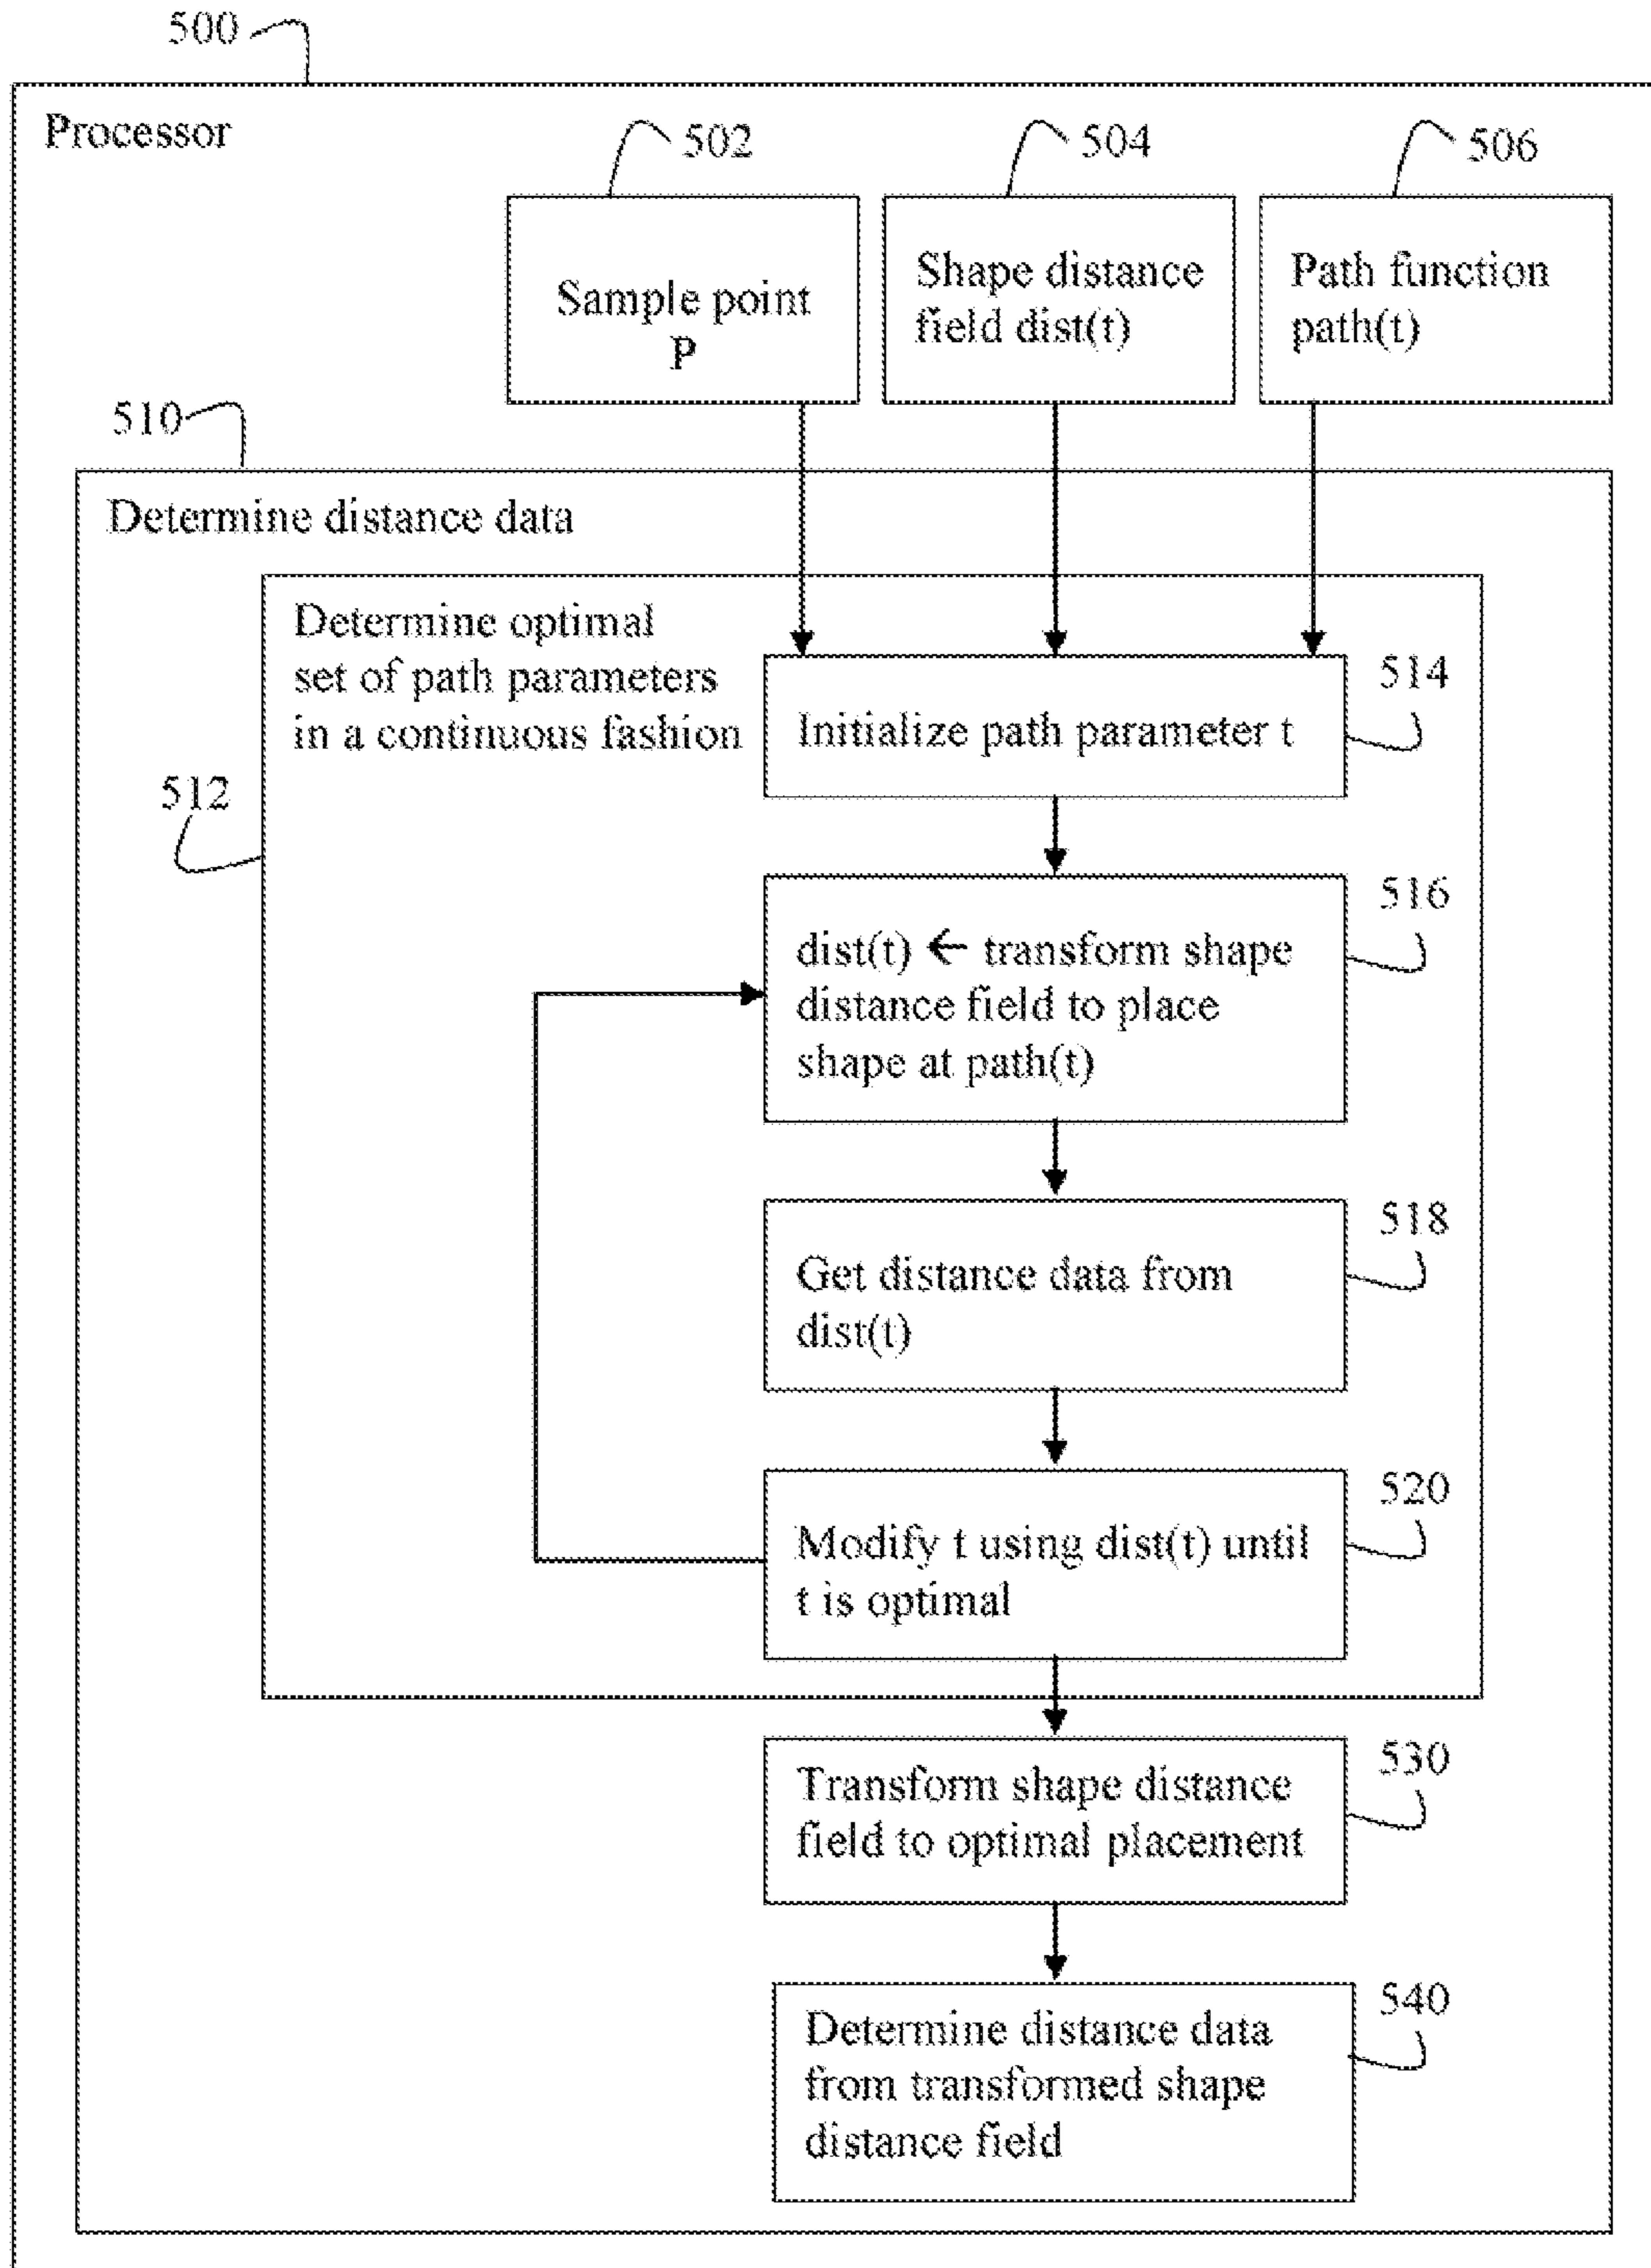 500
Processor
502
504
506
Sample point
P
Shape distance
field dist(t)
Path function
path(t)
510
Determine distance data
Determine optimal
set of path parameters
in a continuous fashion
512
514
Initialize path parameter t
516
dist(t) ← transform shape
distance field to place
shape at path(t)
518
Get distance data from
dist(t)
520
Modify t using dist(t) until
t is optimal
530
Transform shape distance
field to optimal placement
540
Determine distance data
from transformed shape
distance field